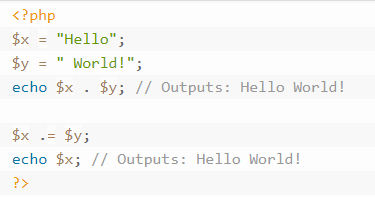 <?php
$x = "Hello";
$y = " World!";
echo $x . $y; // Outputs: Hello World!
$x .= $y;
echo $x; // Outputs: Hello World!
?>